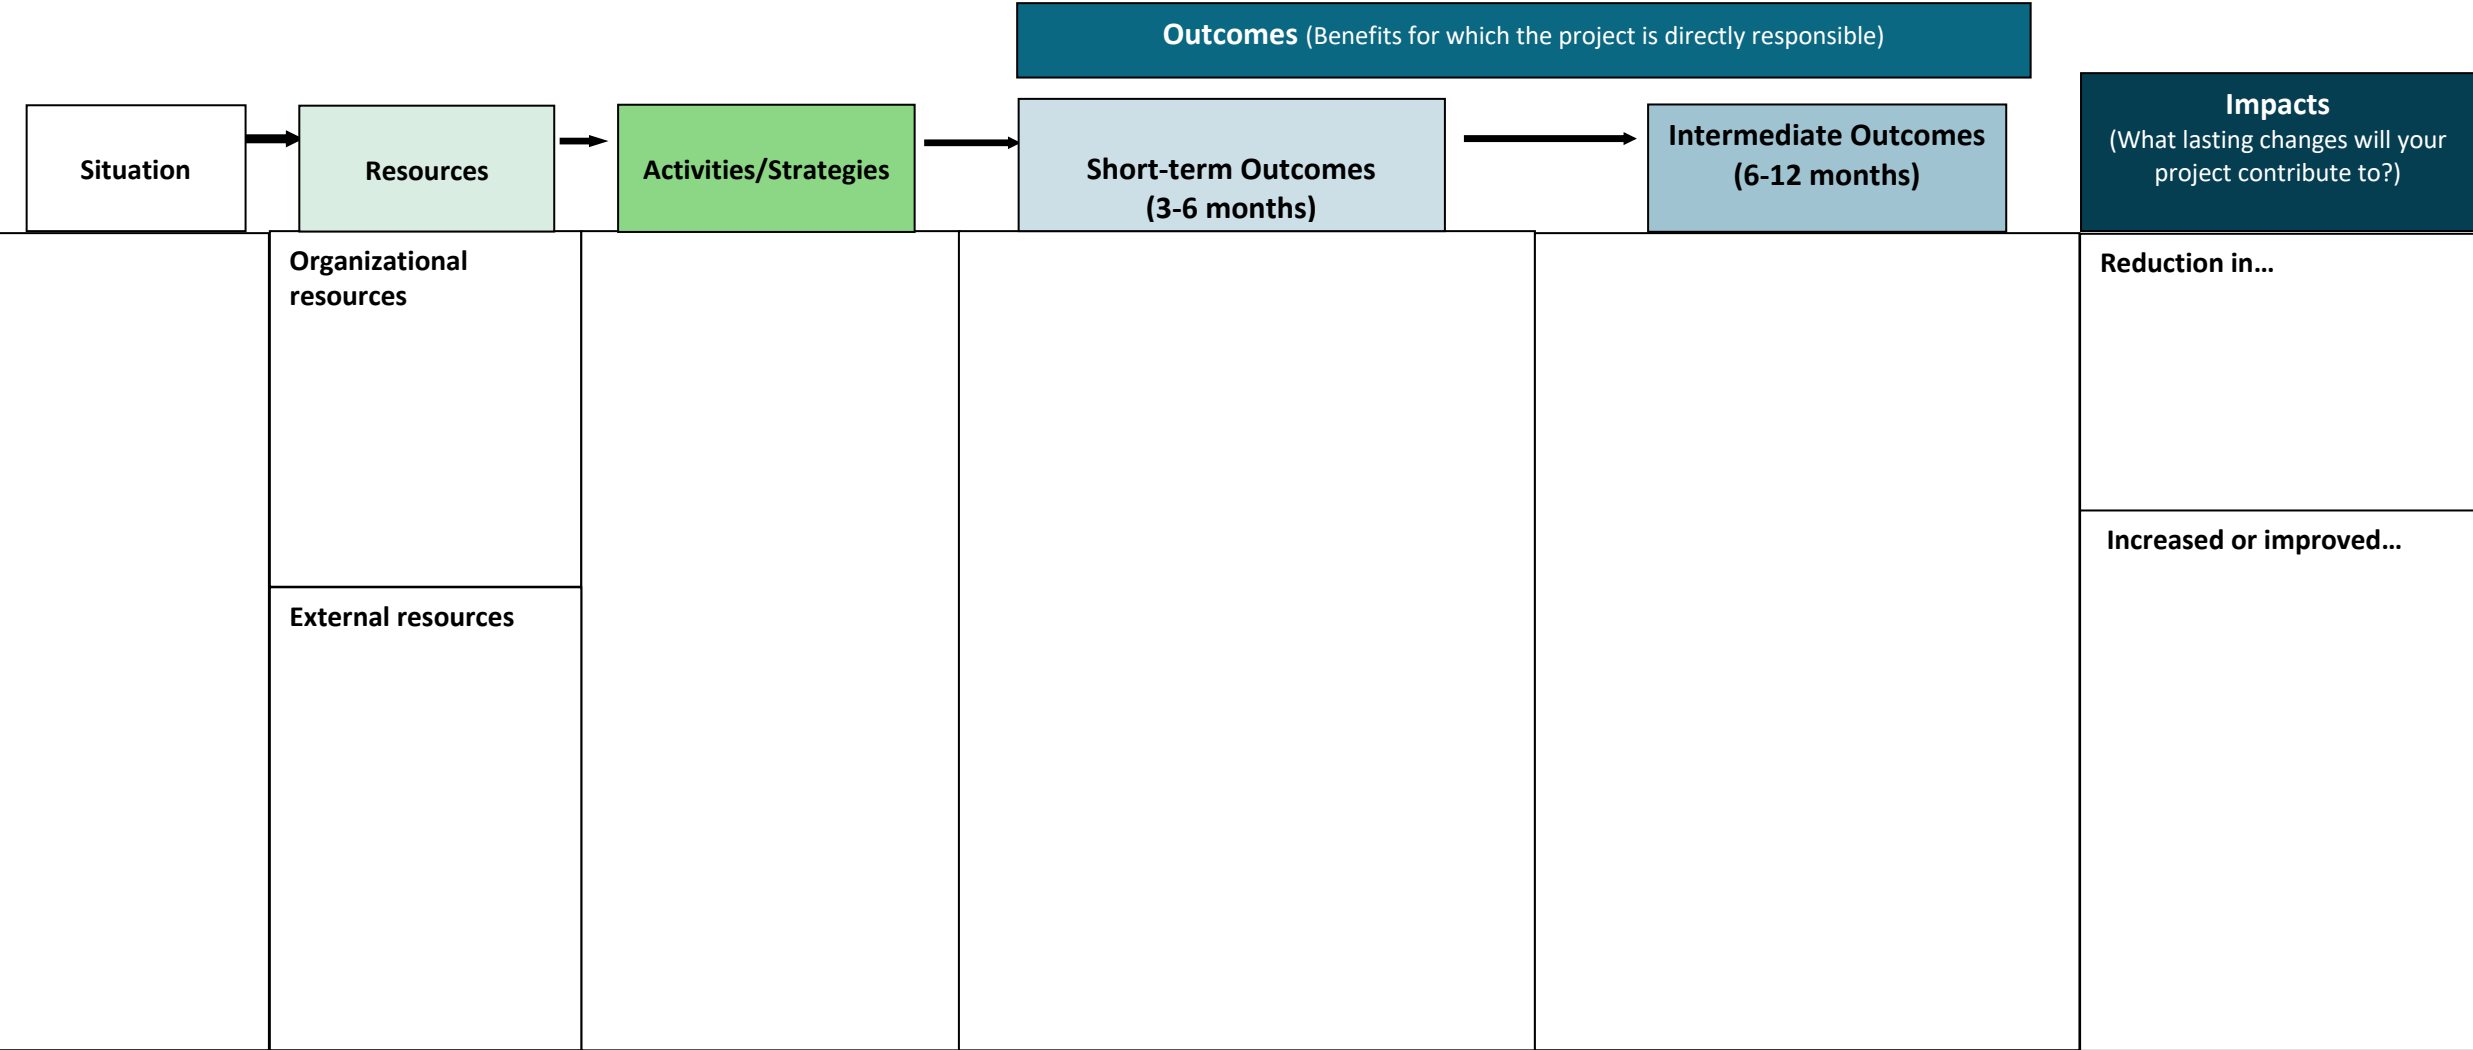 Outcomes (Benefits for which the project is directly responsible)
Situation
Resources
Activities/Strategies
Short-term Outcomes
(3-6 months)
Intermediate Outcomes
(6-12 months)
Impacts
(What lasting changes will your
project contribute to?)
Organizational
resources
External resources
Reduction in…
Increased or improved…